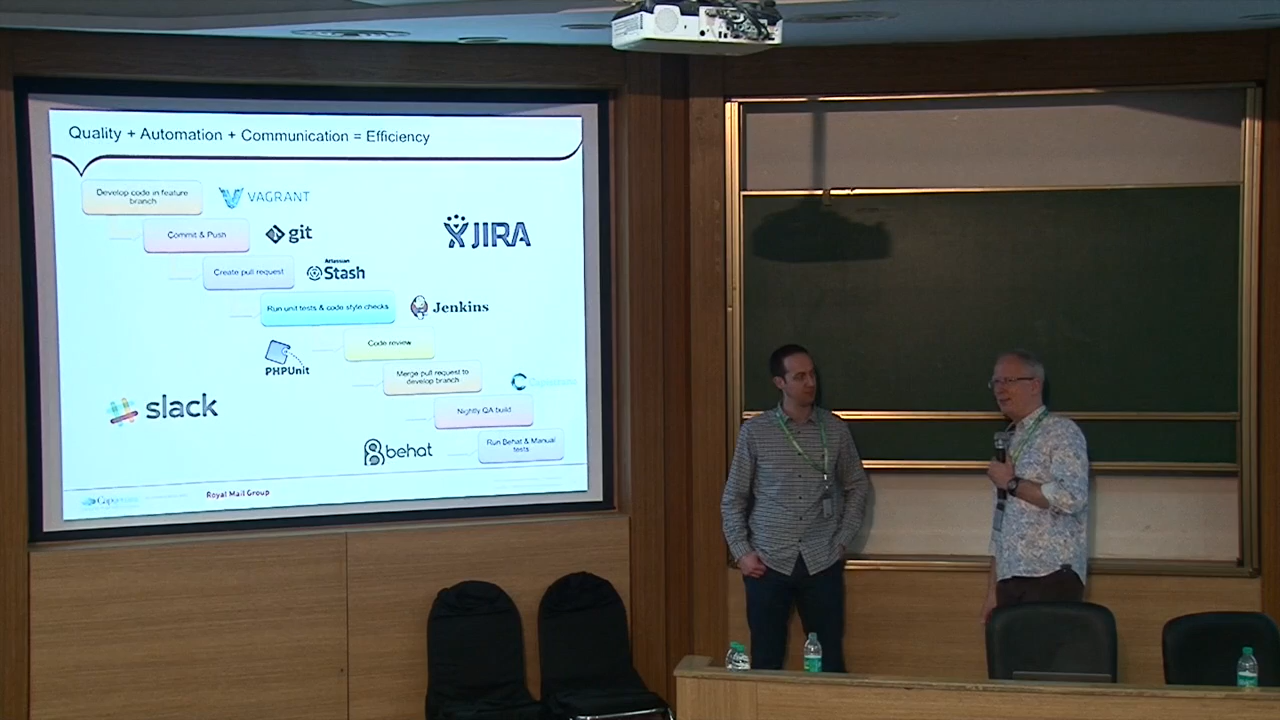 Quality + Automation + Communication = Efficiency
Develop code in feature
branch
VAGRANT
Commit & Push
git
JIRA
Create pull request
Atlassian
Stash
Run unit tests & code style checks
Jenkins
Code review
PHPUnit
Merge pull request to
develop branch
slack
Nightly QA build
behat
Run Behat & Manual
tests
Capgemini
Royal Mail Group